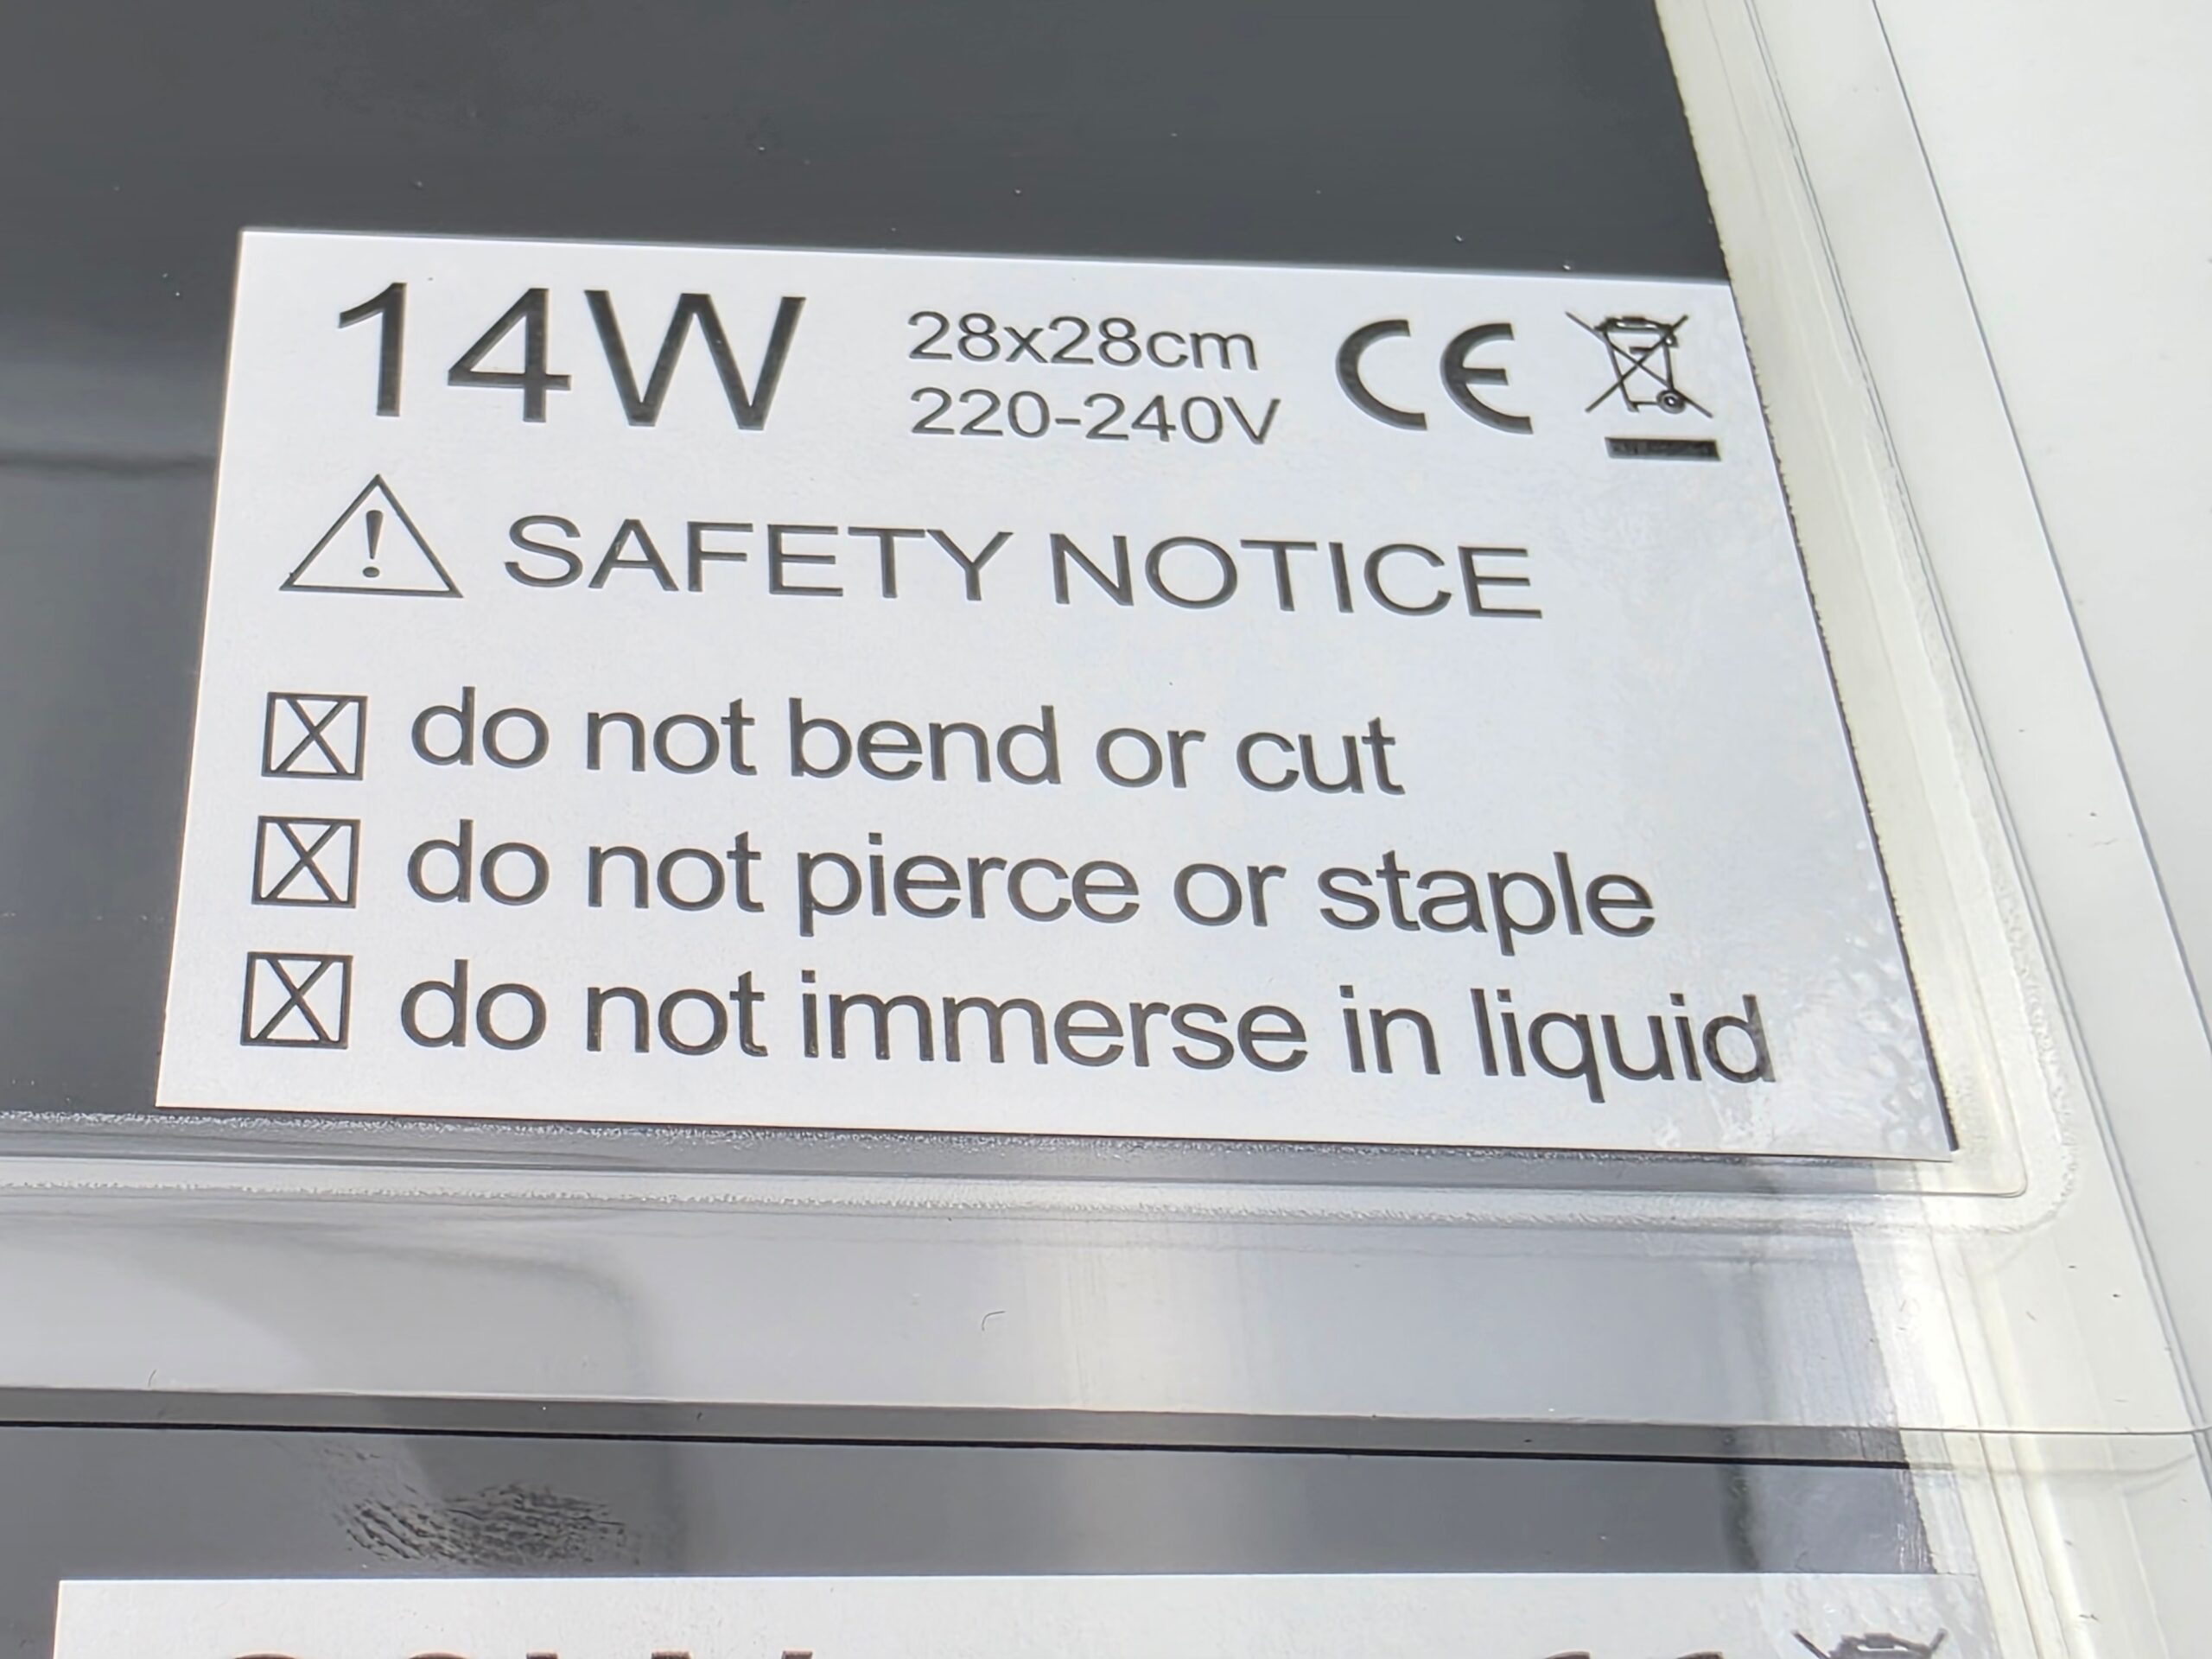 14W 28x28cm CE
220-240V
SAFETY NOTICE
do not bend or cut
do not pierce or staple
do not immerse in liquid